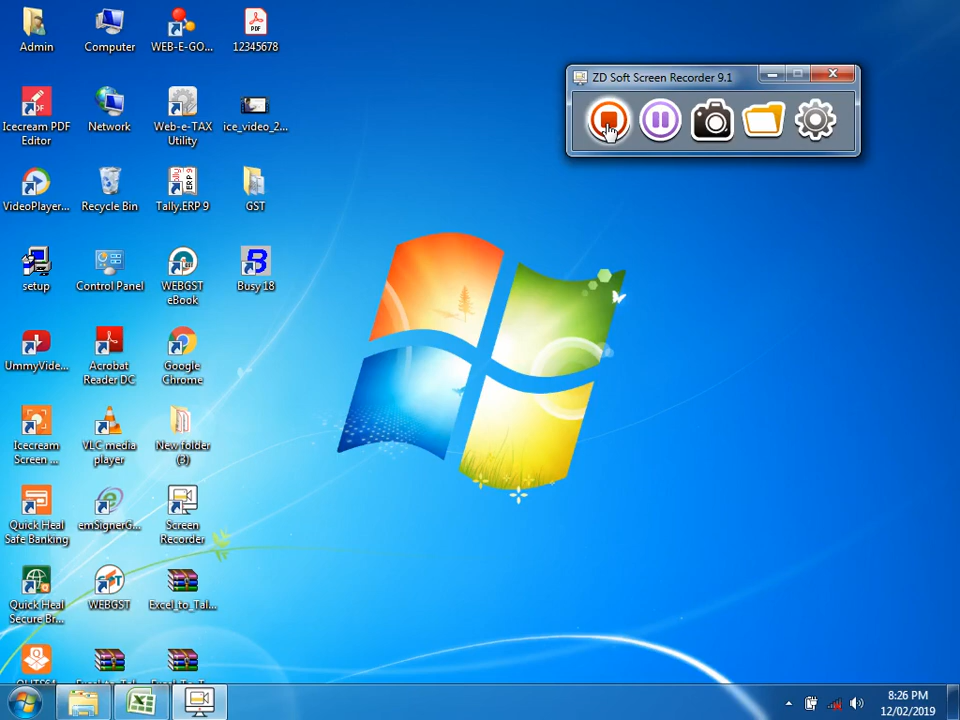 Admin
Computer
WEB-E-GO...
12345678
ZD Soft Screen Recorder 9.1
Icecream PDF
Editor
Network
Web-e-TAX
Utility
ice_video_2...
VideoPlayer...
Recycle Bin
Tally.ERP 9
GST
setup
Control Panel
WEBGST
eBook
Busy 18
UmmyVide...
Acrobat
Reader DC
Google
Chrome
Icecream
Screen ...
VLC media
player
New folder
(3)
Quick Heal
Safe Banking
emSignerG...
Screen
Recorder
Quick Heal
Secure Br...
WEBGST
Excel_to_Tal...
8:26 PM
12/02/2019